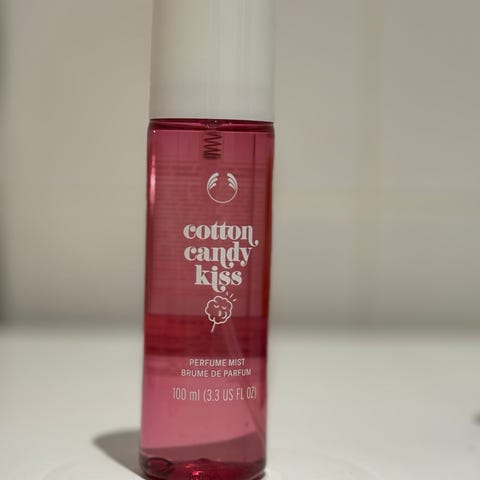 cotton
candy
kiss
PERFUME MIST
BRUME DE PARFUM
100 ml (3.3 US FL OZ)